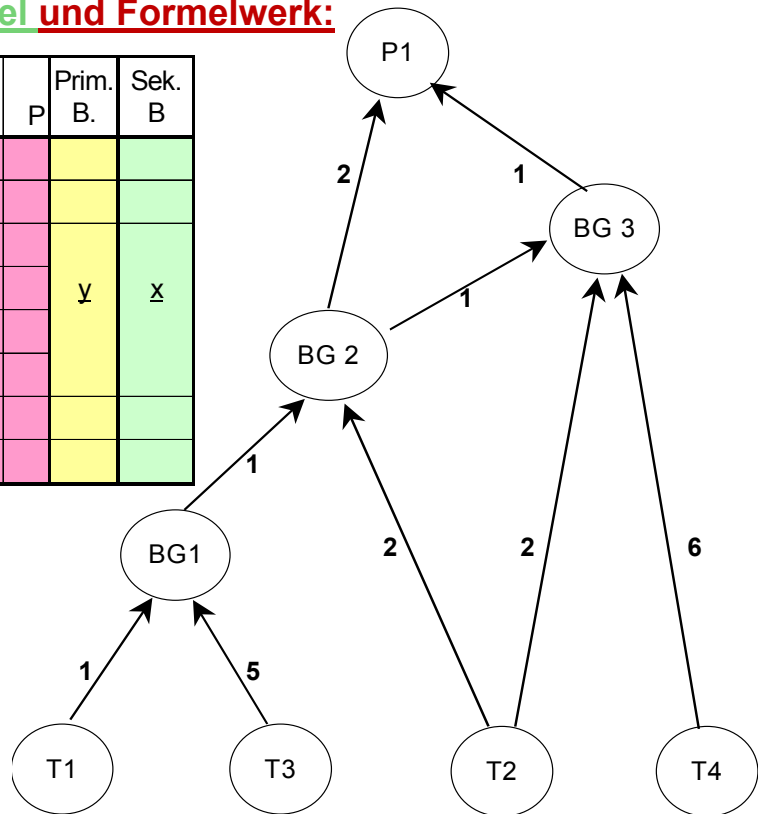 el und Formelwerk:
P
Prim. B.
Sek. B
y
x
P1
2
1
BG 3
1
BG 2
1
2
2
6
BG1
1
5
T1
T3
T2
T4